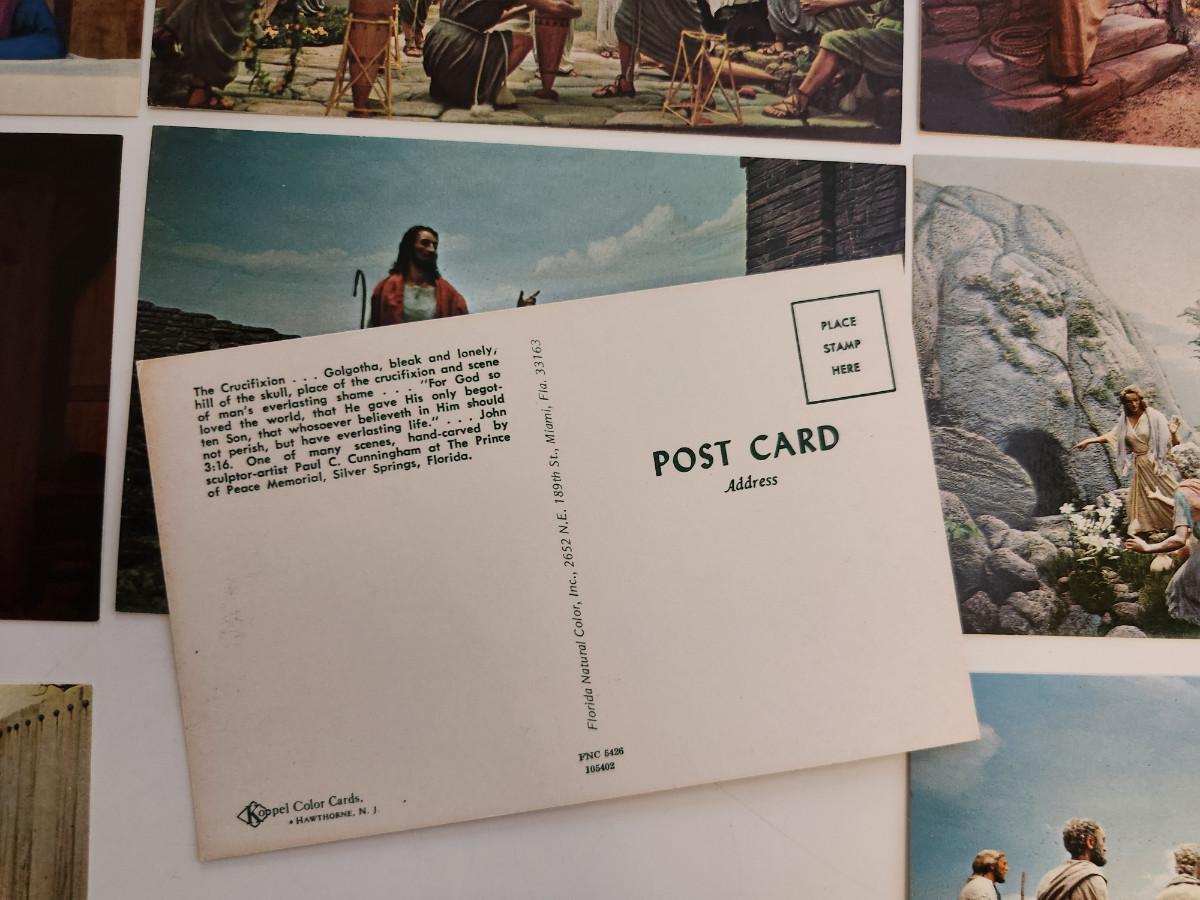 The Crucifixion . . . Golgotha, bleak and lonely,
hill of the skull, place of the crucifixion and scene
of man's everlasting shame . . . "For God so
loved the world, that He gave His only begot-
ten Son, that whosoever believeth in Him should
not perish, but have everlasting life." . . . John
3:16. One of many scenes, hand-carved by
sculptor-artist Paul C. Cunningham at The Prince
of Peace Memorial, Silver Springs, Florida.
Florida Natural Color, Inc., 2652 N.E. 189th St., Miami, Fla. 33163
PLACE
STAMP
HERE
POST CARD
Address
FNC 5426
105402
Koppel Color Cards,
• HAWTHORNE, N. J.